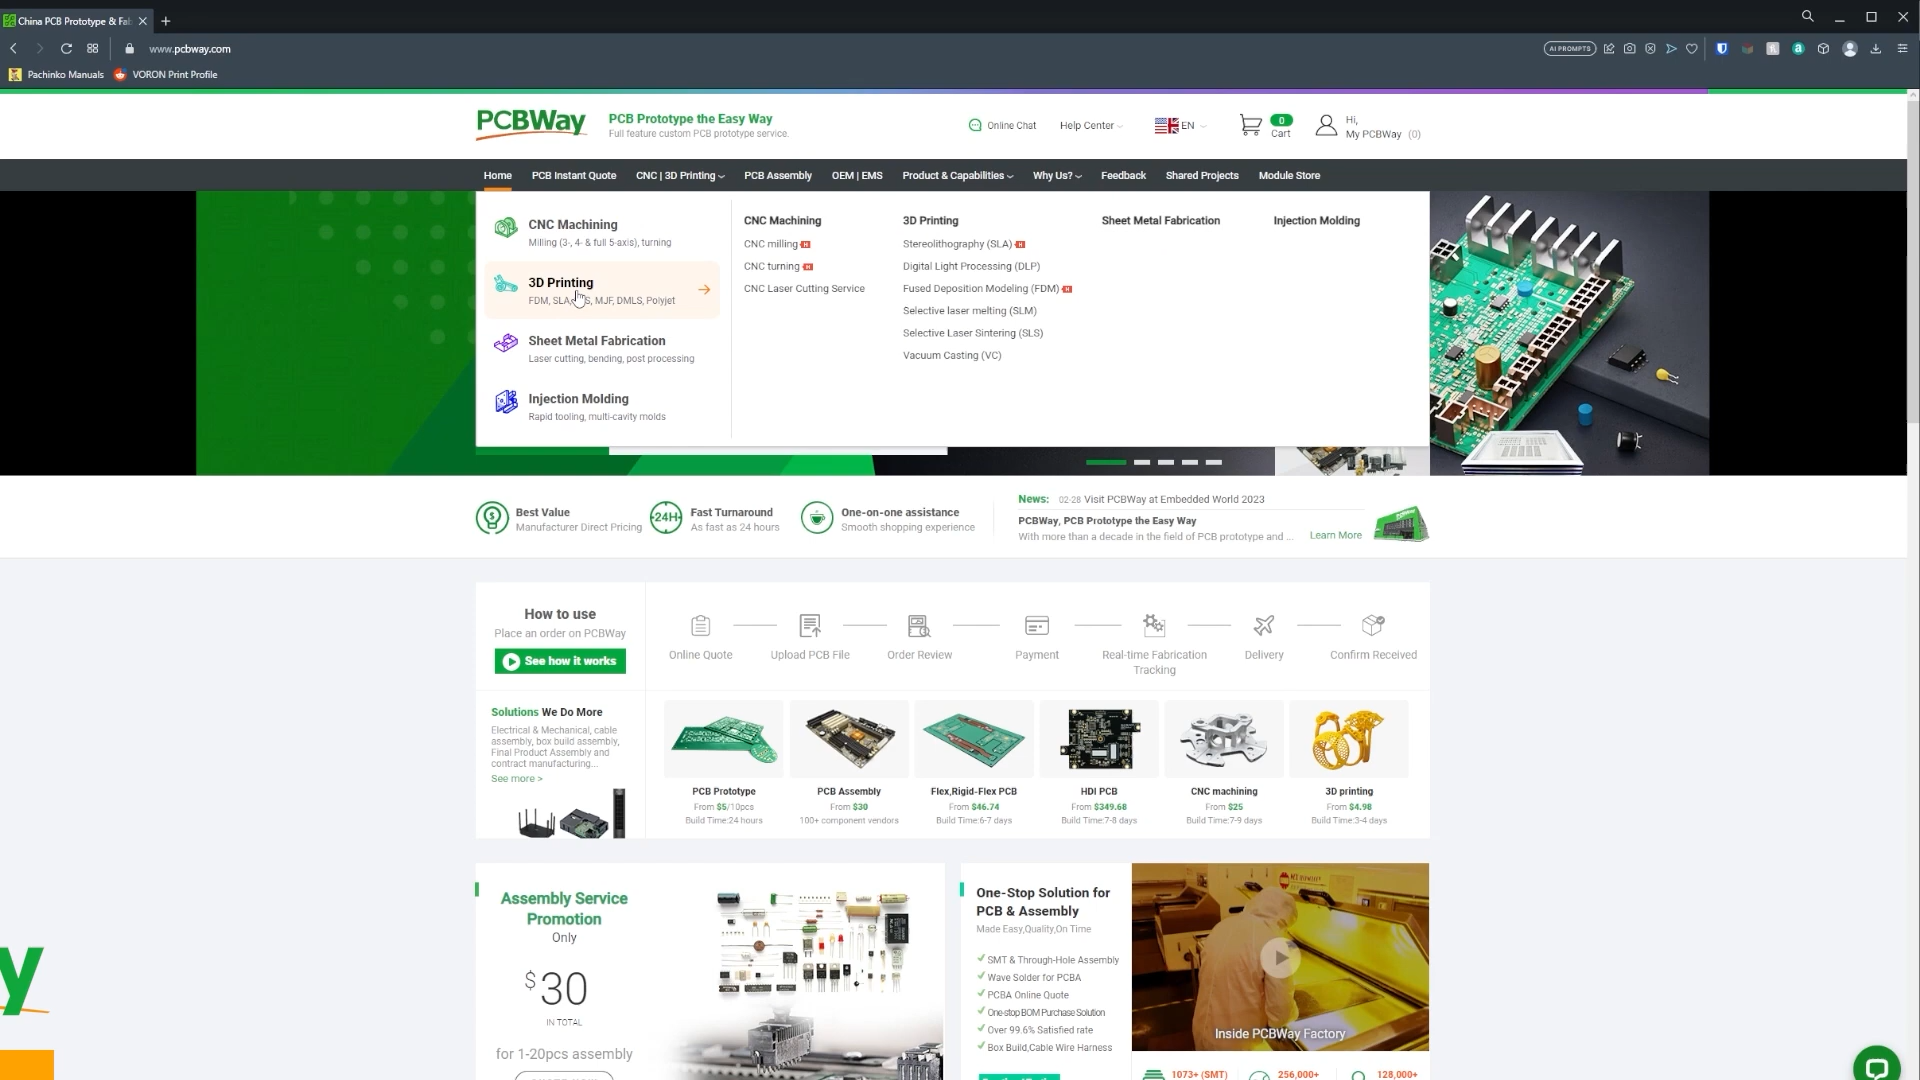 China PCB Prototype & Fab
www.pcbway.com
AI PROMPTS
Pachinko Manuals
VORON Print Profile
PCBWay
PCB Prototype the Easy Way
Full feature custom PCB prototype service.
Online Chat
Help Center
EN
0
Cart
Hi,
My PCBWay (0)
Home
PCB Instant Quote
CNC | 3D Printing
PCB Assembly
OEM | EMS
Product & Capabilities
Why Us?
Feedback
Shared Projects
Module Store
CNC Machining
Milling (3-, 4- & full 5-axis), turning
3D Printing
FDM, SLA, MJF, DMLS, Polyjet
Sheet Metal Fabrication
Laser cutting, bending, post processing
Injection Molding
Rapid tooling, multi-cavity molds
CNC Machining
CNC milling H
CNC turning H
CNC Laser Cutting Service
3D Printing
Stereolithography (SLA) H
Digital Light Processing (DLP)
Fused Deposition Modeling (FDM) H
Selective laser melting (SLM)
Selective Laser Sintering (SLS)
Vacuum Casting (VC)
Sheet Metal Fabrication
Injection Molding
Best Value
Manufacturer Direct Pricing
24H
Fast Turnaround
As fast as 24 hours
One-on-one assistance
Smooth shopping experience
News: 02-28 Visit PCBWay at Embedded World 2023
PCBWay, PCB Prototype the Easy Way
With more than a decade in the field of PCB prototype and ...
Learn More
How to use
Place an order on PCBWay
See how it works
Online Quote
Upload PCB File
Order Review
Payment
Real-time Fabrication
Tracking
Delivery
Confirm Received
Solutions We Do More
Electrical & Mechanical, cable
assembly, box build assembly,
Final Product Assembly and
contract manufacturing...
See more >
PCB Prototype
From $5/10pcs
Build Time:24 hours
PCB Assembly
From $30
100+ component vendors
Flex,Rigid-Flex PCB
From $46.74
Build Time:6-7 days
HDI PCB
From $349.68
Build Time:7-8 days
CNC machining
From $25
Build Time:7-9 days
3D printing
From $4.98
Build Time:3-4 days
Assembly Service
Promotion
Only
$30
IN TOTAL
for 1-20pcs assembly
One-Stop Solution for
PCB & Assembly
Made Easy,Quality,On Time
SMT & Through-Hole Assembly
Wave Solder for PCBA
PCBA Online Quote
One-stop BOM Purchase Solution
Over 99.6% Satisfied rate
Box Build,Cable Wire Harness
Inside PCBWay Factory
1073+ (SMT)
256,000+
128,000+
y